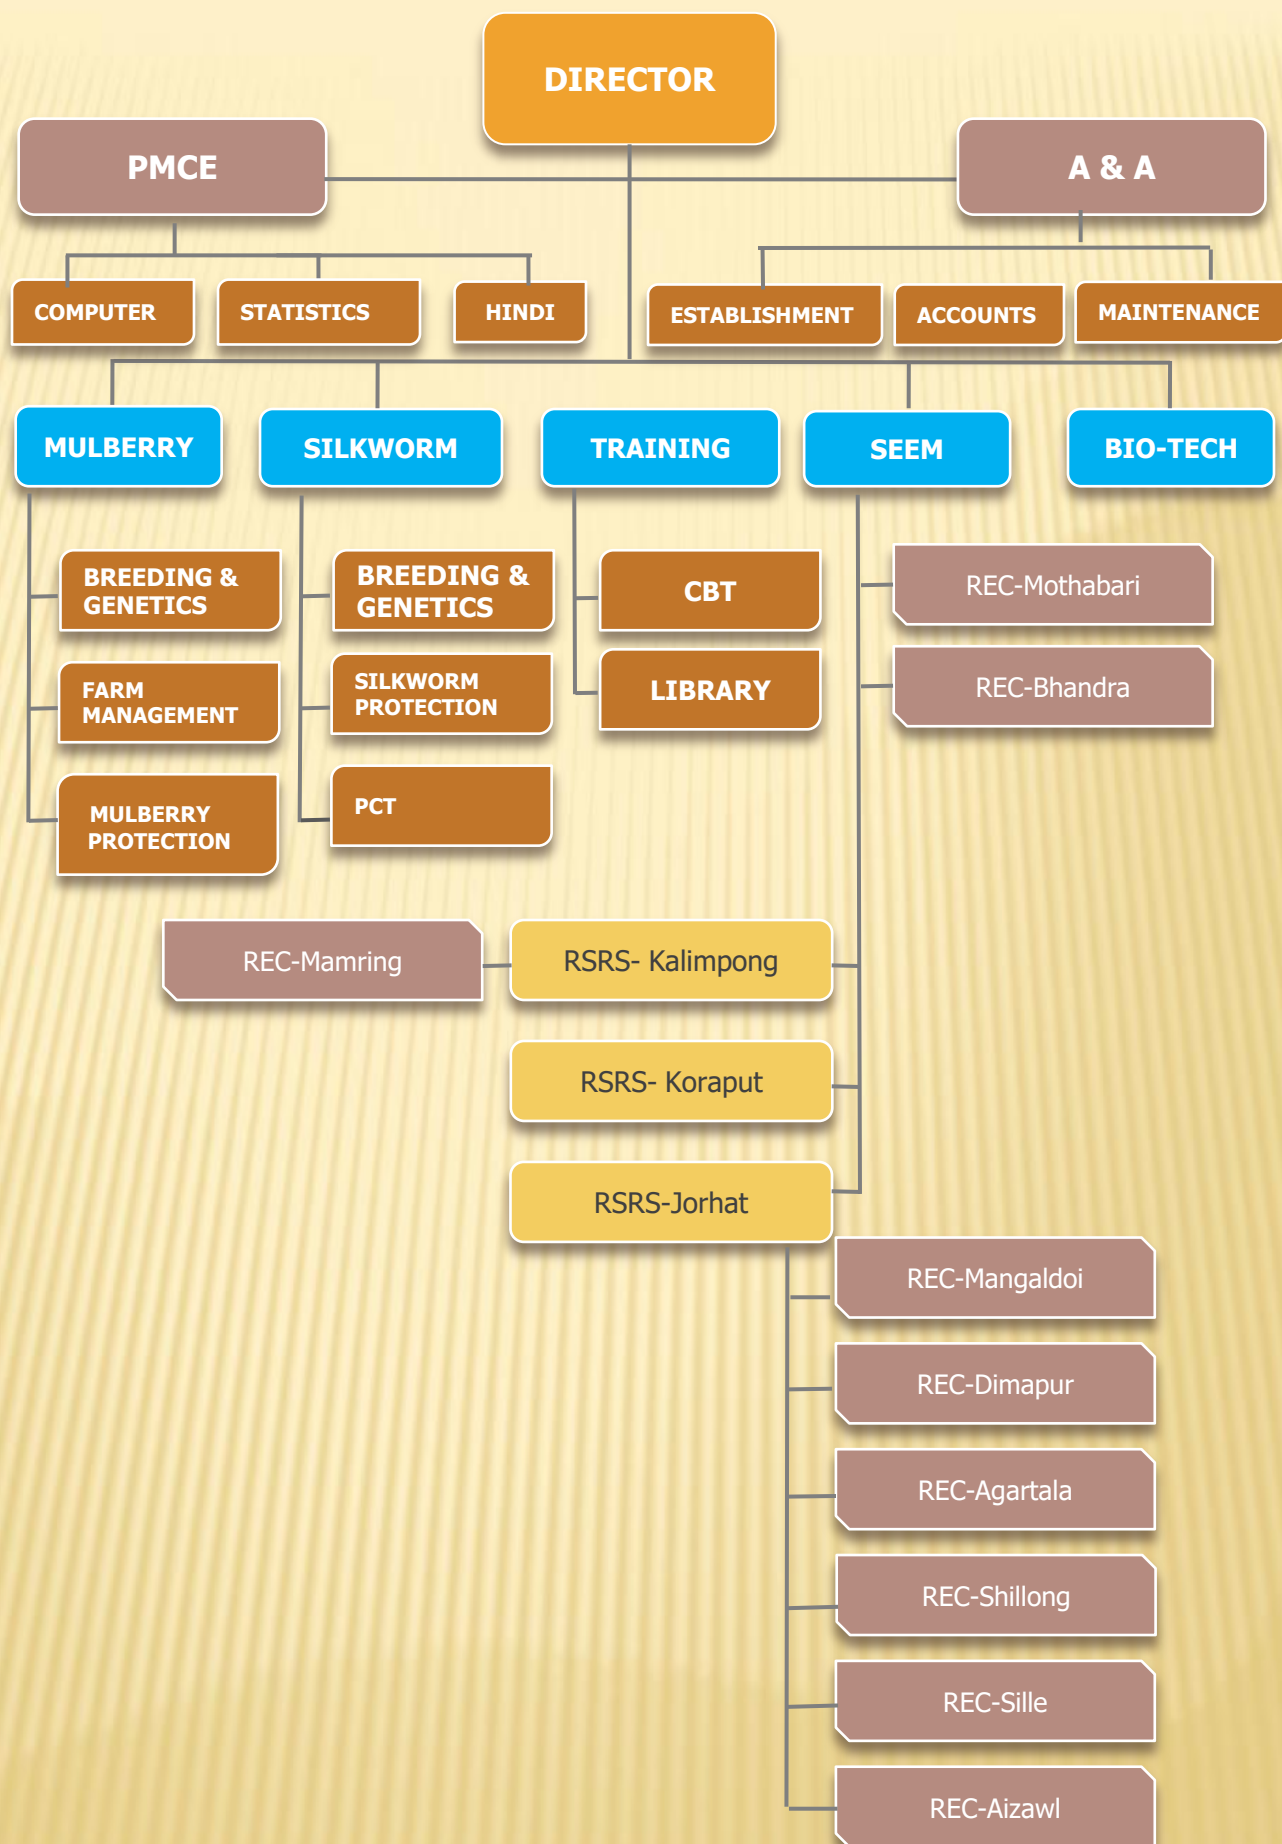 DIRECTOR
PMCE
A & A
COMPUTER
STATISTICS
HINDI
ESTABLISHMENT
ACCOUNTS
MAINTENANCE
MULBERRY
SILKWORM
TRAINING
SEEM
BIO-TECH
BREEDING &
GENETICS
FARM
MANAGEMENT
MULBERRY
PROTECTION
BREEDING &
GENETICS
SILKWORM
PROTECTION
PCT
CBT
LIBRARY
REC-Mothabari
REC-Bhandra
REC-Mamring
RSRS- Kalimpong
RSRS- Koraput
RSRS-Jorhat
REC-Mangaldoi
REC-Dimapur
REC-Agartala
REC-Shillong
REC-Sille
REC-Aizawl